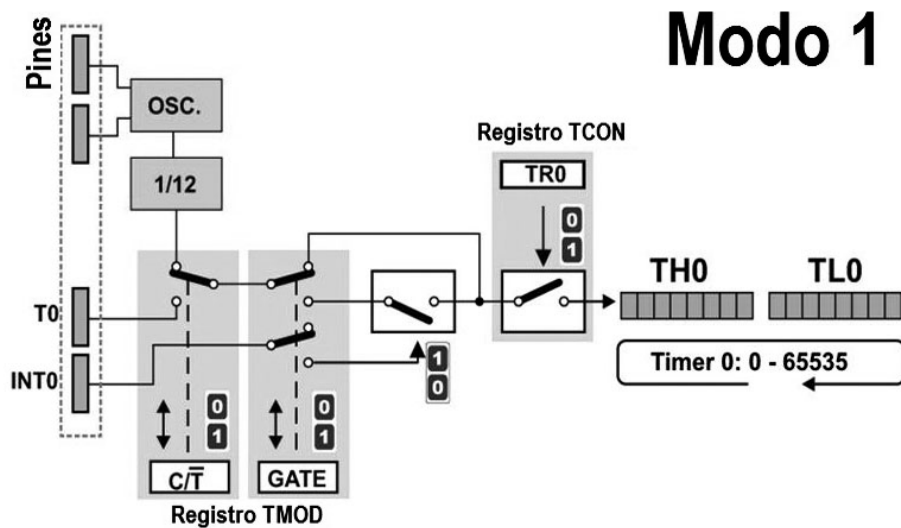 Modo 1
Pines
OSC.
1/12
Registro TCON
TR0
0
1
TH0 TL0
T0
INT0
1
0
Timer 0: 0 - 65535
0
1
0
1
C/T̅
GATE
Registro TMOD